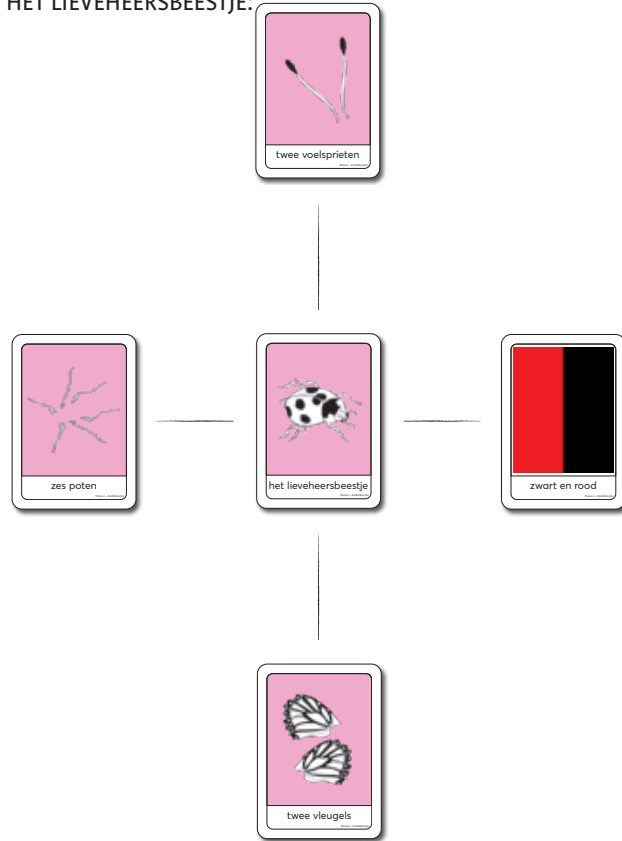 HET LIEVEHEERSBEESTJE:
twee voelsprieten
zes poten
het lieveheersbeestje
zwart en rood
twee vleugels